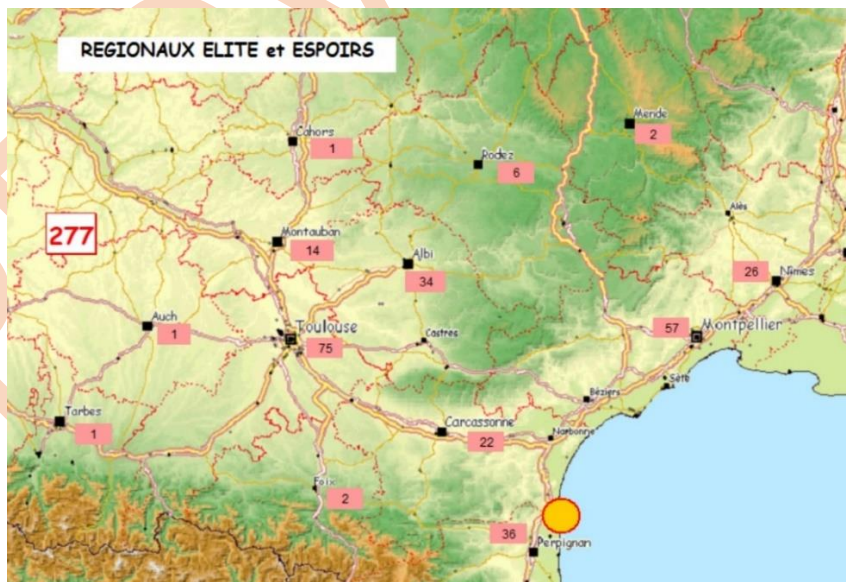 REGIONAUX ELITE et ESPOIRS
Mende
2
Cahors
1
Rodez
6
Alès
277
Montauban
14
Albi
34
26
Nîmes
Auch
1
Toulouse
75
Castres
57
Montpellier
Sète
Béziers
Tarbes
1
Carcassonne
22
Narbonne
Foix
2
36
Perpignan